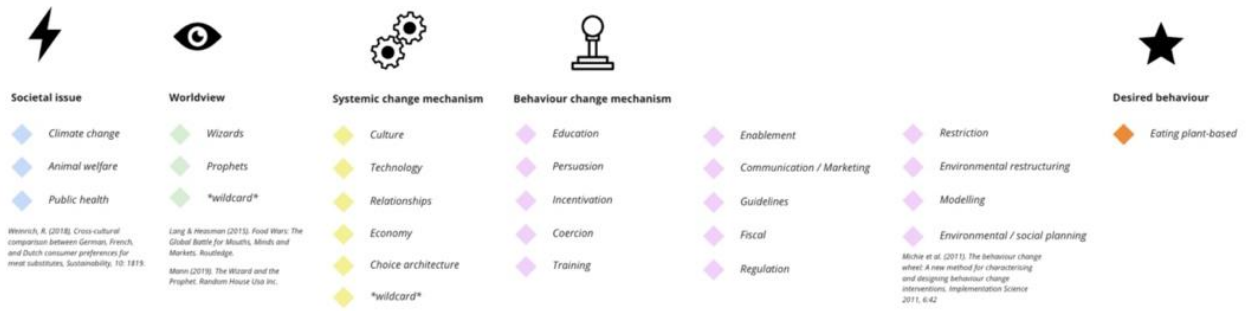 Societal issue
Climate change
Animal welfare
Public health
Weinrich, R. (2018). Cross-cultural
comparison between German, French,
and Dutch consumer preferences for
meat substitutes, Sustainability, 10: 1819.
Worldview
Wizards
Prophets
*wildcard*
Lang & Heasman (2015). Food Wars: The
Global Battle for Mouths, Minds and
Markets. Routledge.
Mann (2019). The Wizard and the
Prophet. Random House Usa Inc.
Systemic change mechanism
Culture
Technology
Relationships
Economy
Choice architecture
*wildcard*
Behaviour change mechanism
Education
Persuasion
Incentivation
Coercion
Training
Enablement
Communication / Marketing
Guidelines
Fiscal
Regulation
Restriction
Environmental restructuring
Modelling
Environmental / social planning
Michie et al. (2011). The behaviour change
wheel: A new method for characterising
and designing behaviour change
interventions, Implementation Science
2011, 6:42
Desired behaviour
Eating plant-based